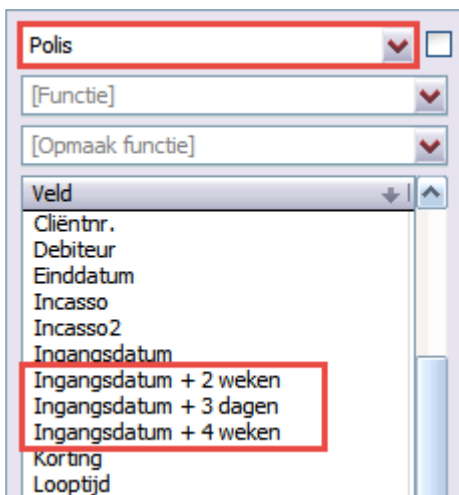 Polis
[Functie]
[Opmaak functie]
Veld
Cliëntnr.
Debiteur
Einddatum
Incasso
Incasso2
Ingangsdatum
Ingangsdatum + 2 weken
Ingangsdatum + 3 dagen
Ingangsdatum + 4 weken
Korting
Looptijd